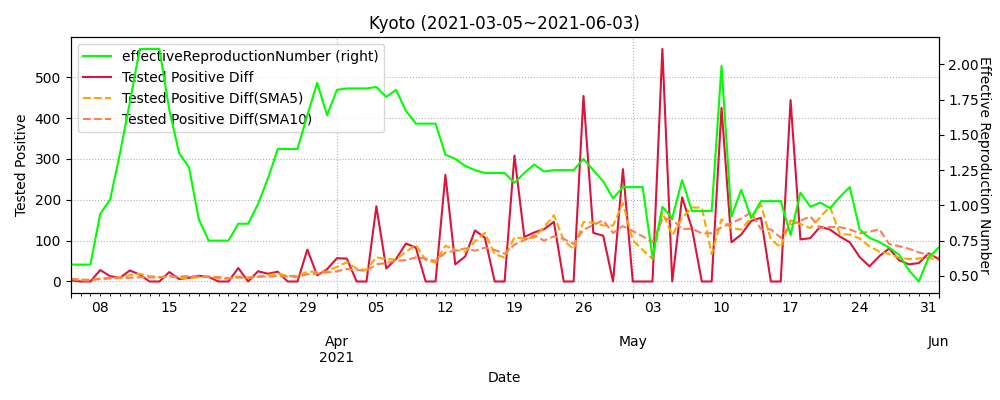 Kyoto (2021-03-05~2021-06-03)
effectiveReproductionNumber (right)
Tested Positive Diff
Tested Positive Diff(SMA5)
Tested Positive Diff(SMA10)
Tested Positive
500
400
300
200
100
0
2.00
1.75
1.50
1.25
1.00
0.75
0.50
Effective Reproduction Number
08 15 22 29 05 12 19 26 03 10 17 24 31
Apr May Jun
2021
Date